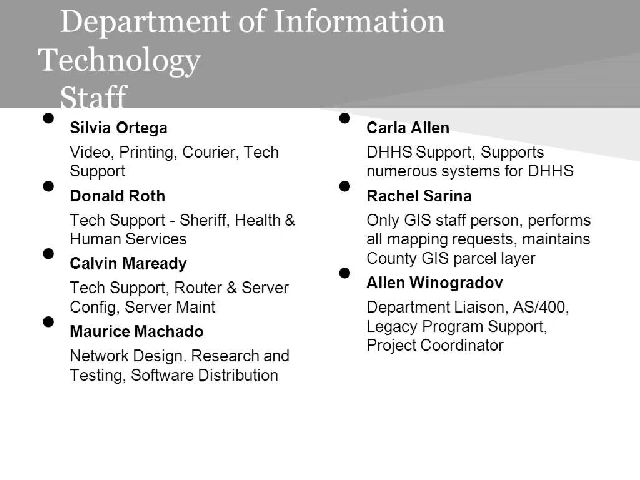 Department of Information
Technology
Staff
Silvia Ortega
Video, Printing, Courier, Tech
Support
Donald Roth
Tech Support - Sheriff, Health &
Human Services
Calvin Maready
Tech Support, Router & Server
Config, Server Maint
Maurice Machado
Network Design. Research and
Testing, Software Distribution
Carla Allen
DHHS Support, Supports
numerous systems for DHHS
Rachel Sarina
Only GIS staff person, performs
all mapping requests, maintains
County GIS parcel layer
Allen Winogradov
Department Liaison, AS/400,
Legacy Program Support,
Project Coordinator